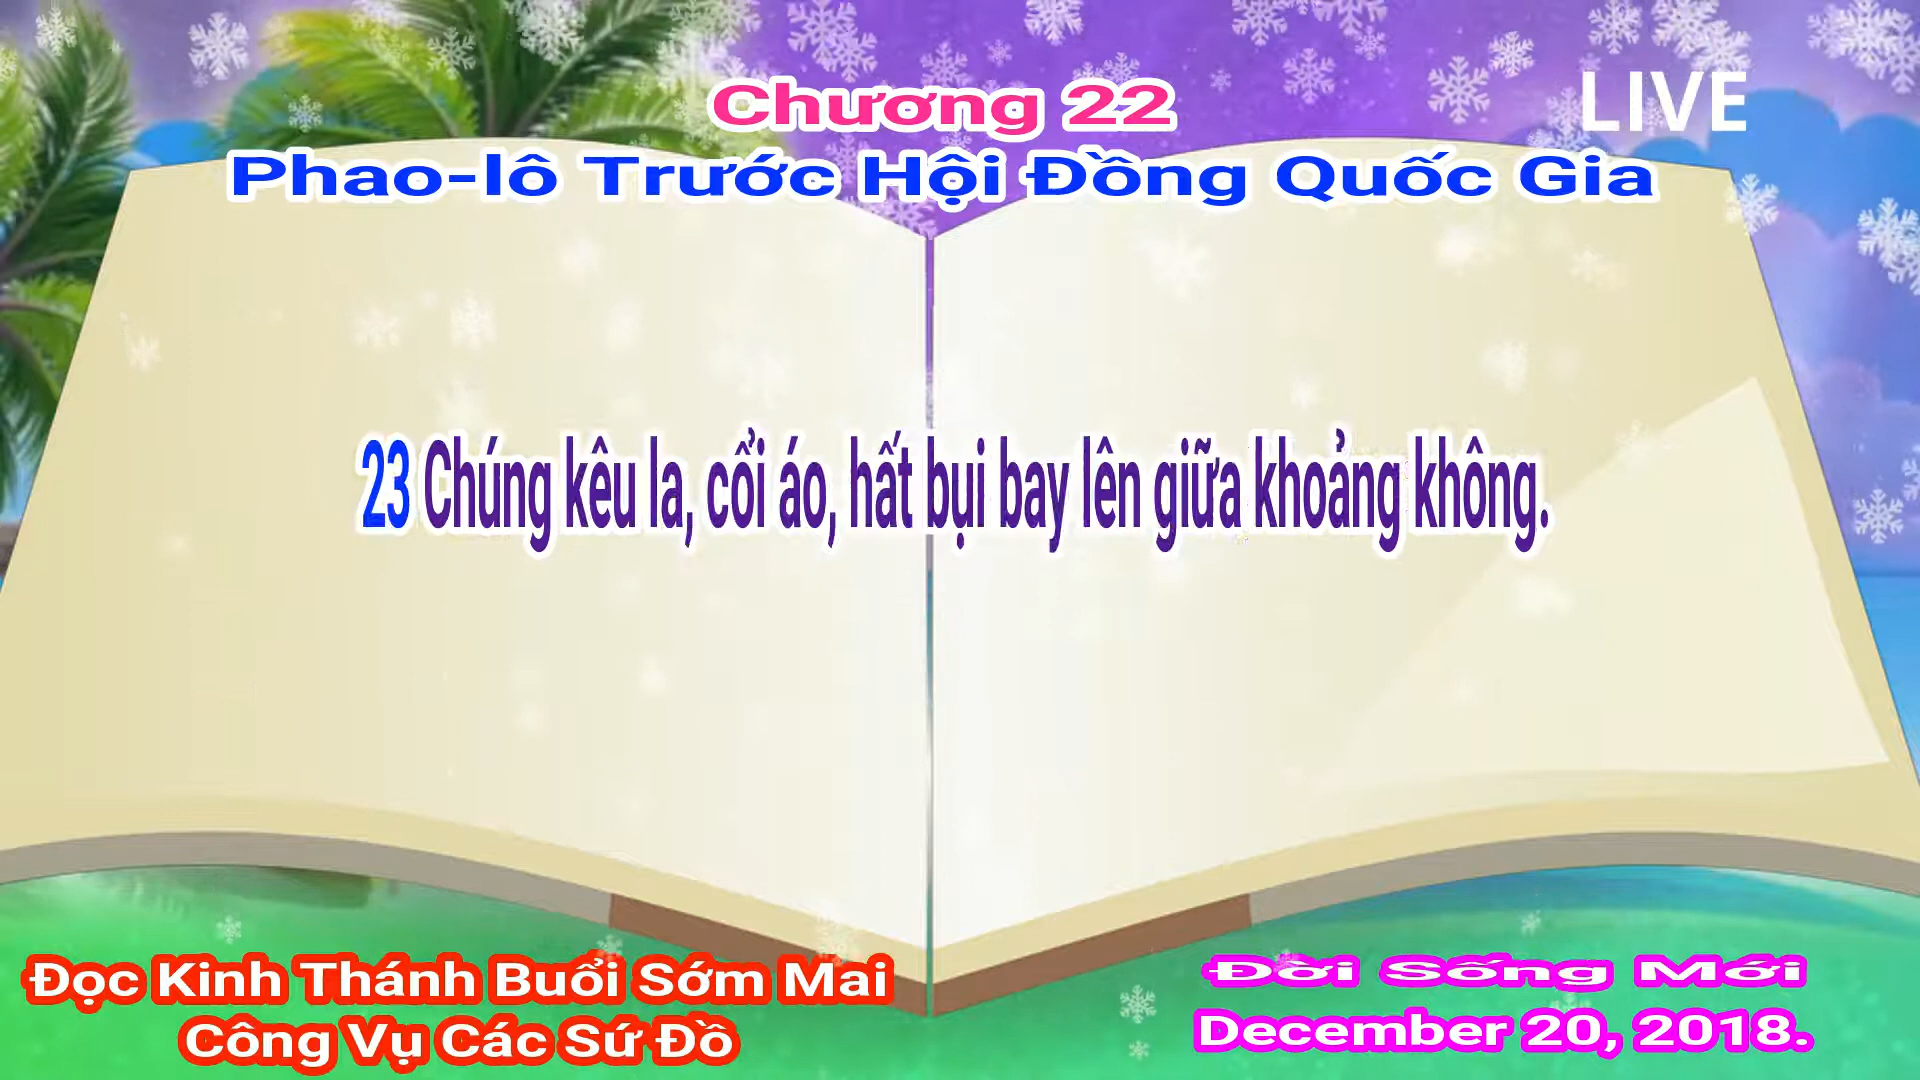 Chương 22
LIVE
Phao-lô Trước Hội Đồng Quốc Gia
23 Chúng kêu la, cổi áo, hất bụi bay lên giữa khoảng không.
Đọc Kinh Thánh Buổi Sớm Mai
Công Vụ Các Sứ Đồ
Đời Sống Mới
December 20, 2018.